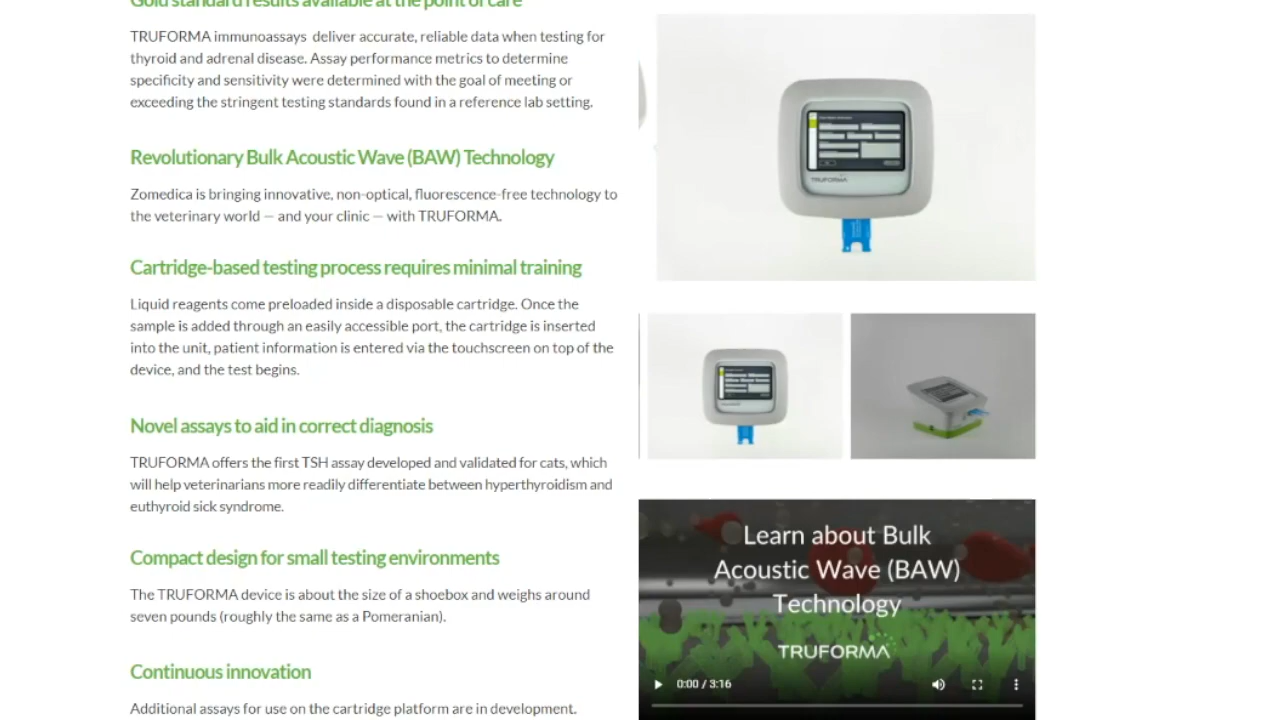 Gold standard results available at the point of care
TRUFORMA immunoassays deliver accurate, reliable data when testing for
thyroid and adrenal disease. Assay performance metrics to determine
specificity and sensitivity were determined with the goal of meeting or
exceeding the stringent testing standards found in a reference lab setting.
Revolutionary Bulk Acoustic Wave (BAW) Technology
Zomedica is bringing innovative, non-optical, fluorescence-free technology to
the veterinary world — and your clinic — with TRUFORMA.
Cartridge-based testing process requires minimal training
Liquid reagents come preloaded inside a disposable cartridge. Once the
sample is added through an easily accessible port, the cartridge is inserted
into the unit, patient information is entered via the touchscreen on top of the
device, and the test begins.
Novel assays to aid in correct diagnosis
TRUFORMA offers the first TSH assay developed and validated for cats, which
will help veterinarians more readily differentiate between hyperthyroidism and
euthyroid sick syndrome.
Compact design for small testing environments
The TRUFORMA device is about the size of a shoebox and weighs around
seven pounds (roughly the same as a Pomeranian).
Continuous innovation
Additional assays for use on the cartridge platform are in development.
TRUFORMA
Learn about Bulk
Acoustic Wave (BAW)
Technology
TRUFORMA
0:00 / 3:16